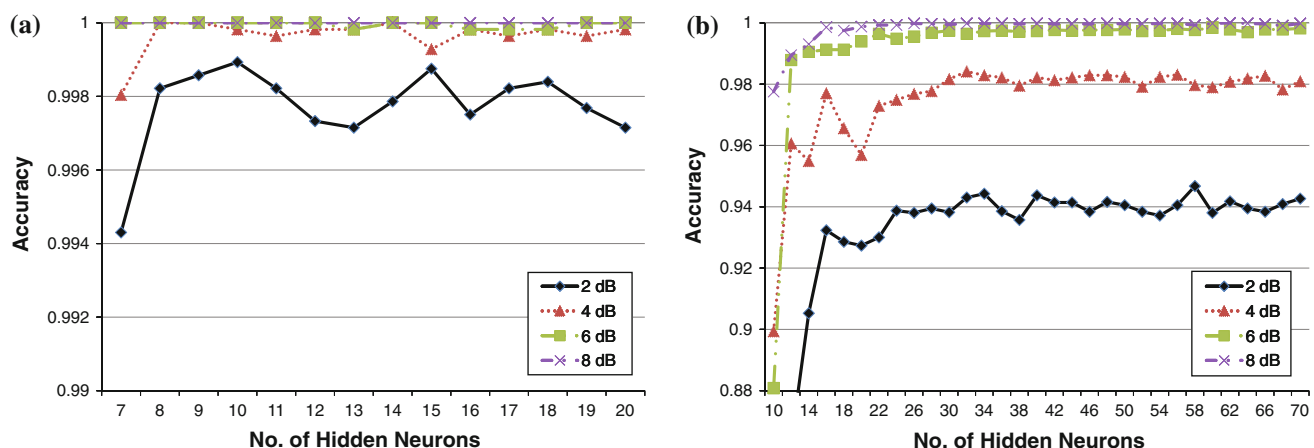 (a)
Accuracy
1
0.998
0.996
0.994
0.992
0.99
7 8 9 10 11 12 13 14 15 16 17 18 19 20
No. of Hidden Neurons
2 dB
4 dB
6 dB
8 dB
(b)
Accuracy
1
0.98
0.96
0.94
0.92
0.9
0.88
10 14 18 22 26 30 34 38 42 46 50 54 58 62 66 70
No. of Hidden Neurons
2 dB
4 dB
6 dB
8 dB